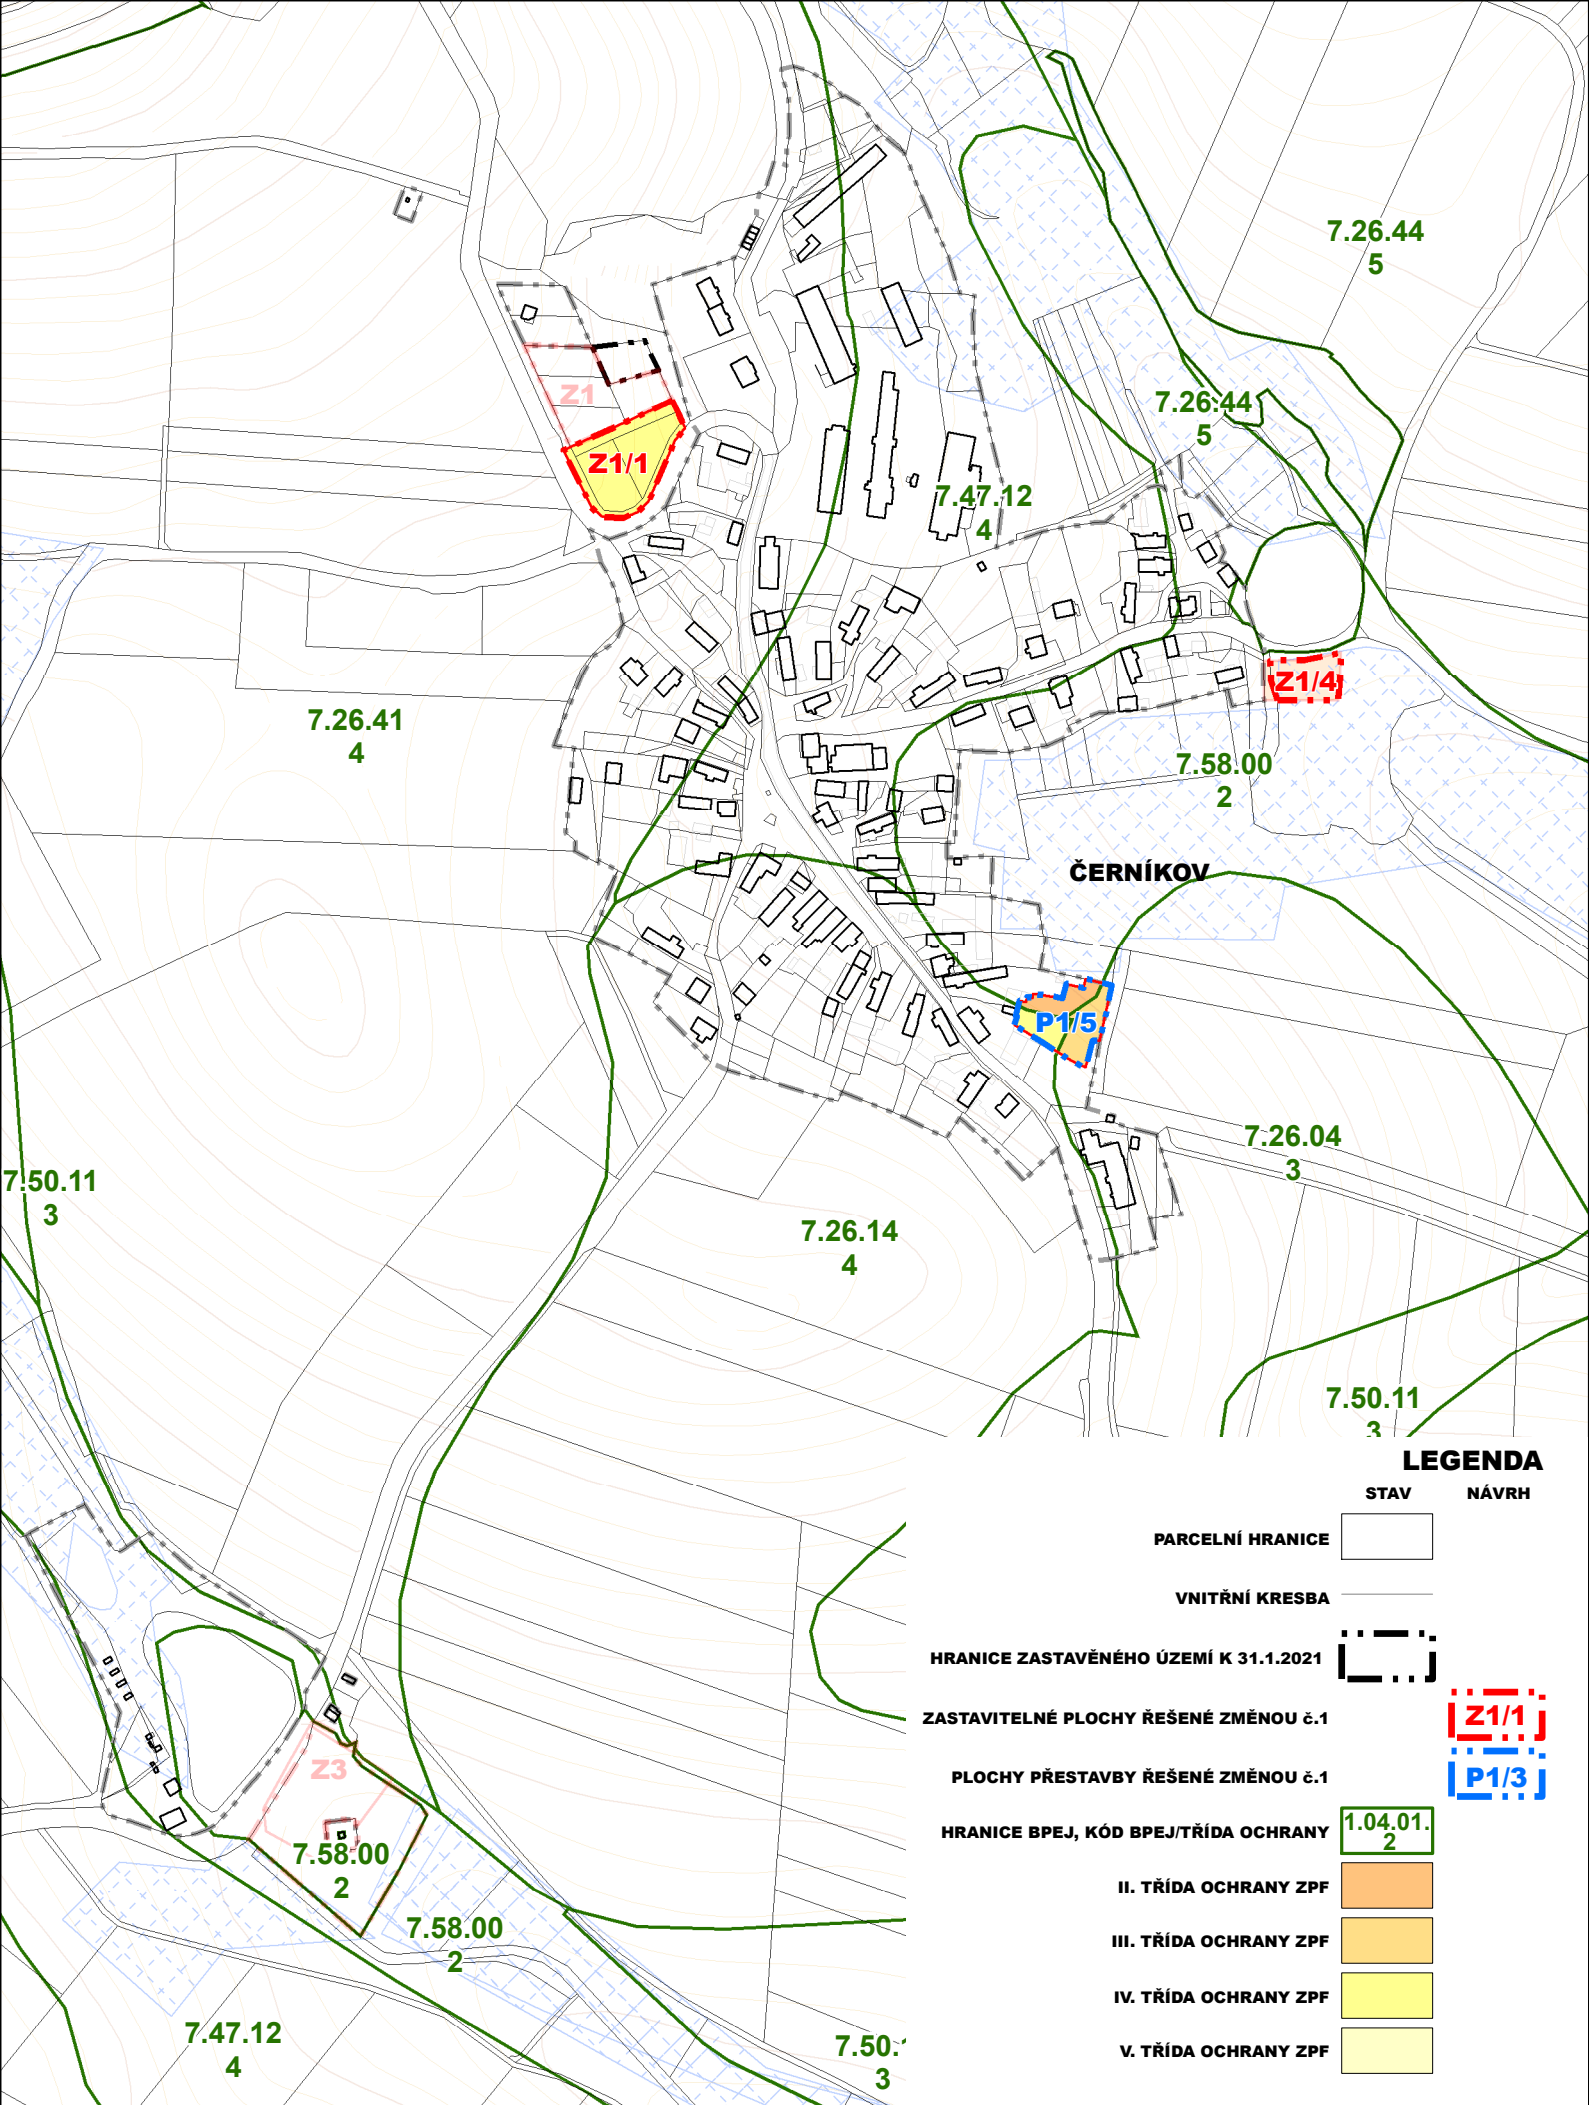 7.26.44
5
Z1
7.26.44
5
Z1/1
7.47.12
4
Z1/4
7.26.41
4
7.58.00
2
ČERNÍKOV
P1/5
7.26.04
3
7.50.11
3
7.26.14
4
7.50.11
3
LEGENDA
STAV NÁVRH
PARCELNÍ HRANICE
VNITŘNÍ KRESBA
HRANICE ZASTAVĚNÉHO ÚZEMÍ K 31.1.2021
ZASTAVITELNÉ PLOCHY ŘEŠENÉ ZMĚNOU č.1 Z1/1
PLOCHY PŘESTAVBY ŘEŠENÉ ZMĚNOU č.1 P1/3
HRANICE BPEJ, KÓD BPEJ/TŘÍDA OCHRANY 1.04.01.
2
II. TŘÍDA OCHRANY ZPF
III. TŘÍDA OCHRANY ZPF
IV. TŘÍDA OCHRANY ZPF
V. TŘÍDA OCHRANY ZPF
Z3
7.58.00
2
7.58.00
2
7.47.12
4
7.50.
3